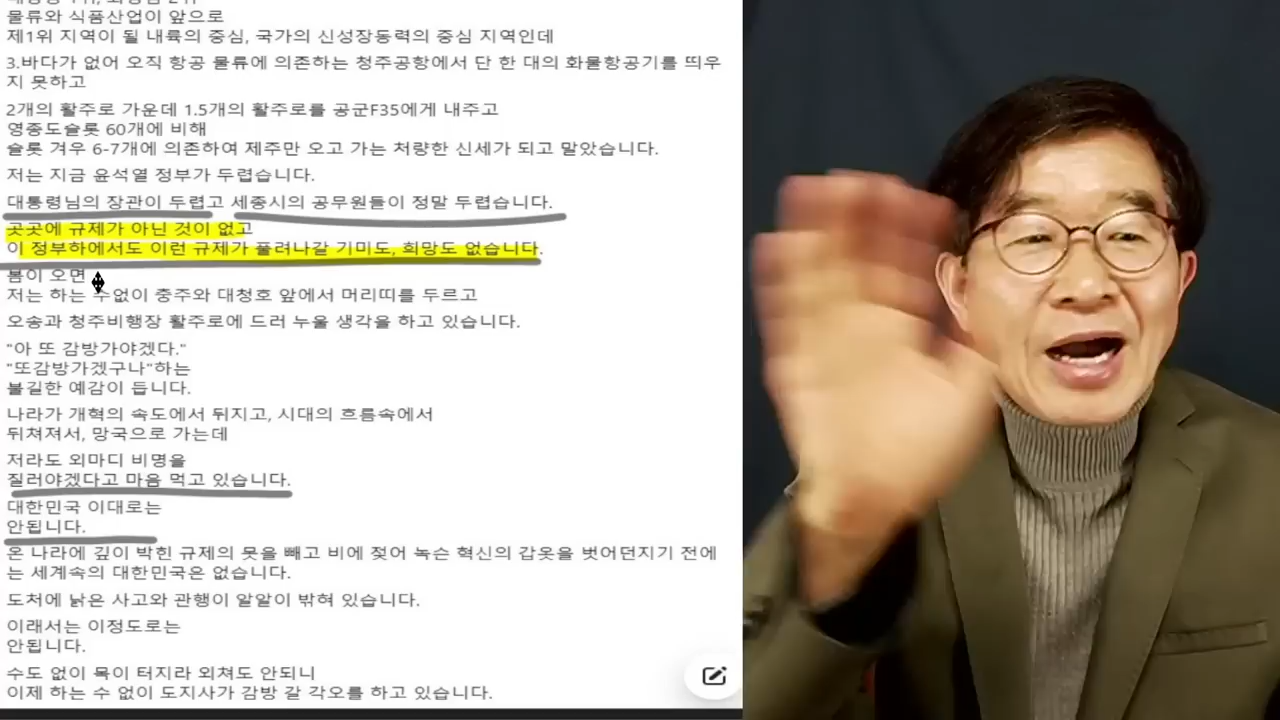 물류와 식품산업이 앞으로
제1위 지역이 될 내륙의 중심, 국가의 신성장동력의 중심 지역인데
3.바다가 없어 오직 항공 물류에 의존하는 청주공항에서 단 한 대의 화물항공기를 띄우
지 못하고
2개의 활주로 가운데 1.5개의 활주로를 공군F35에게 내주고
영종도슬롯 60개에 비해
슬롯 겨우 6-7개에 의존하여 제주만 오고 가는 처량한 신세가 되고 말았습니다.
저는 지금 윤석열 정부가 두렵습니다.
대통령님의 장관이 두렵고 세종시의 공무원들이 정말 두렵습니다.
곳곳에 규제가 아닌 것이 없고
이 정부하에서도 이런 규제가 풀려나갈 기미도, 희망도 없습니다.
봄이 오면
저는 하는 수없이 충주와 대청호 앞에서 머리띠를 두르고
오송과 청주비행장 활주로에 드러 누울 생각을 하고 있습니다.
"아 또 감방가야겠다."
"또감방가겠구나"하는
불길한 예감이 듭니다.
나라가 개혁의 속도에서 뒤지고, 시대의 흐름속에서
뒤쳐져서, 망국으로 가는데
저라도 외마디 비명을
질러야겠다고 마음 먹고 있습니다.
대한민국 이대로는
안됩니다.
온 나라에 깊이 박힌 규제의 못을 빼고 비에 젖어 녹슨 혁신의 갑옷을 벗어던지기 전에
는 세계속의 대한민국은 없습니다.
도처에 낡은 사고와 관행이 알알이 밖혀 있습니다.
이래서는 이정도로는
안됩니다.
수도 없이 목이 터지라 외쳐도 안되니
이제 하는 수 없이 도지사가 감방 갈 각오를 하고 있습니다.